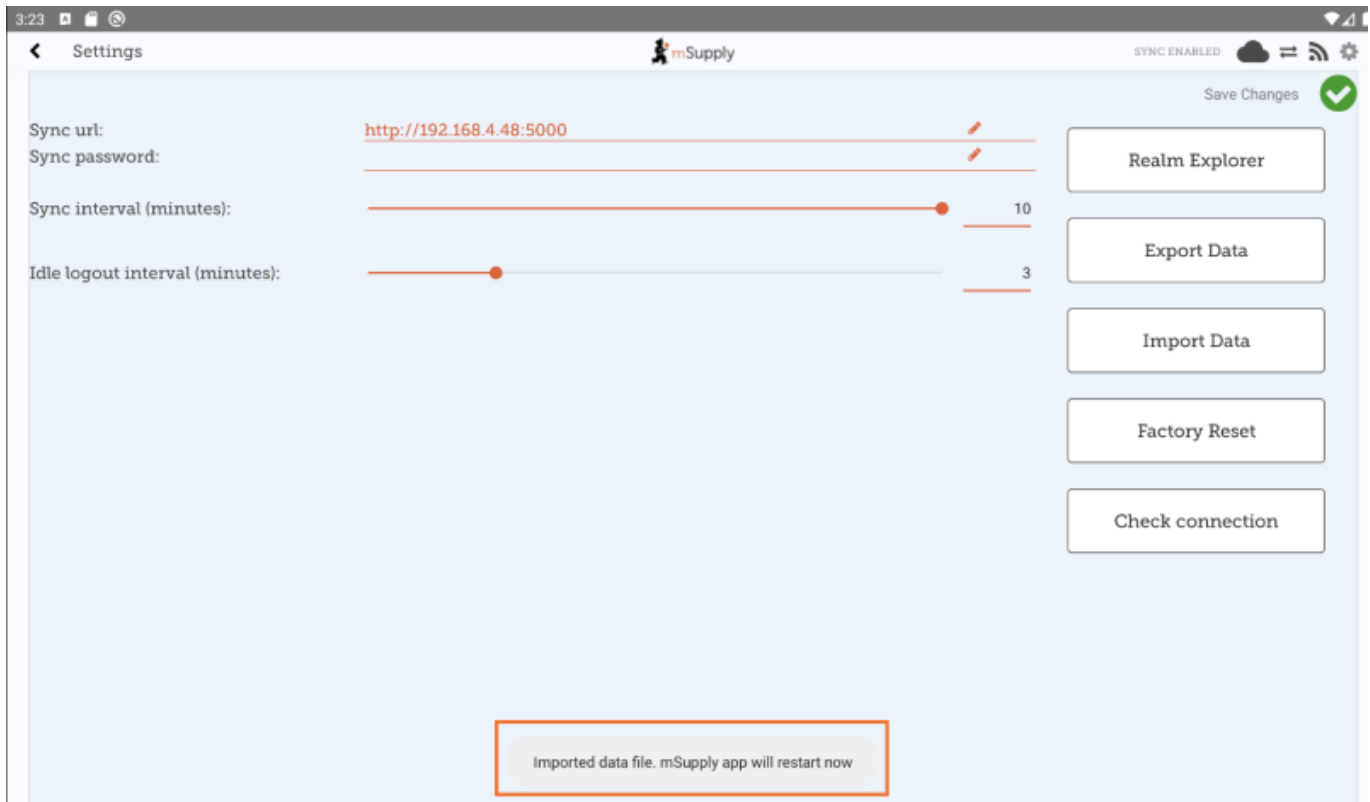 3:23
Settings
mSupply
SYNC ENABLED
Save Changes
Sync url:
http://192.168.4.48:5000
Sync password:
Sync interval (minutes):
10
Idle logout interval (minutes):
3
Realm Explorer
Export Data
Import Data
Factory Reset
Check connection
Imported data file. mSupply app will restart now